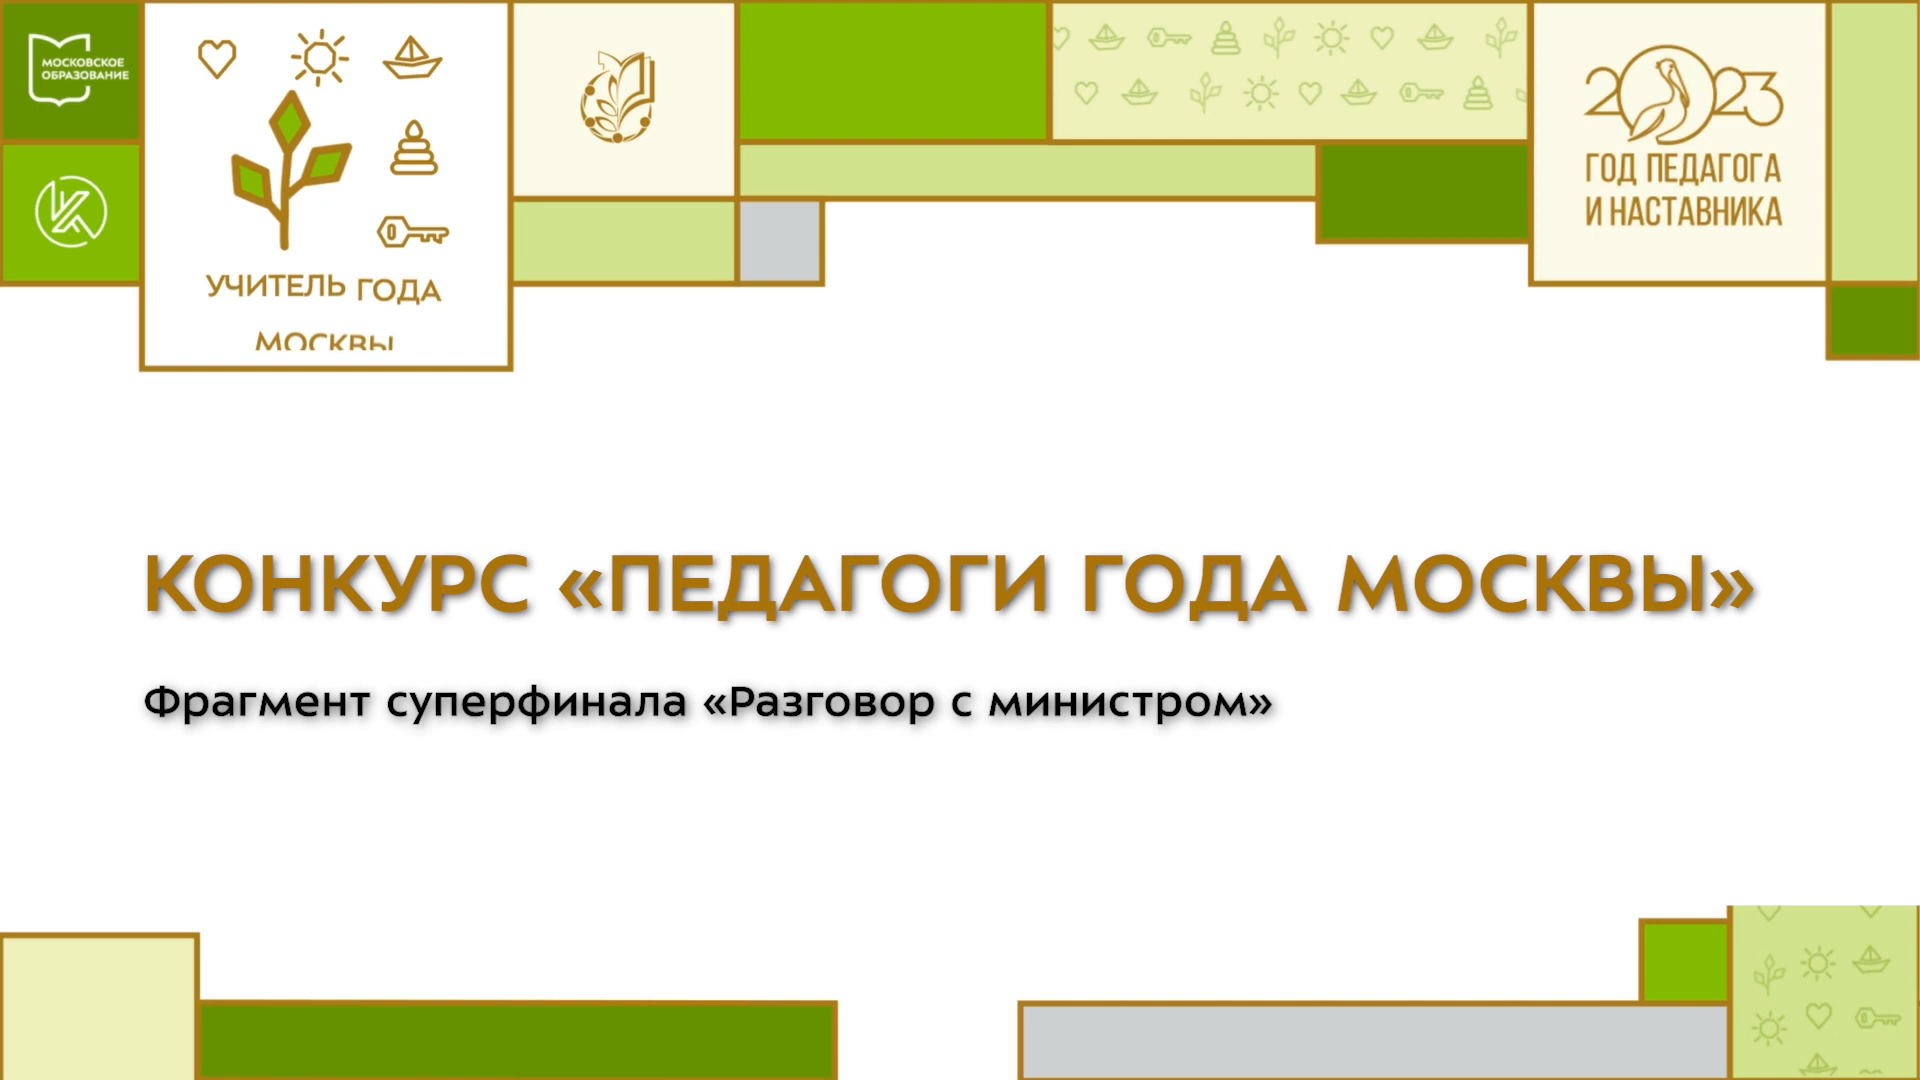 МОСКОВСКОЕ
ОБРАЗОВАНИЕ
УЧИТЕЛЬ ГОДА
МОСКВЫ
2023
ГОД ПЕДАГОГА
И НАСТАВНИКА
КОНКУРС «ПЕДАГОГИ ГОДА МОСКВЫ»
Фрагмент суперфинала «Разговор с министром»